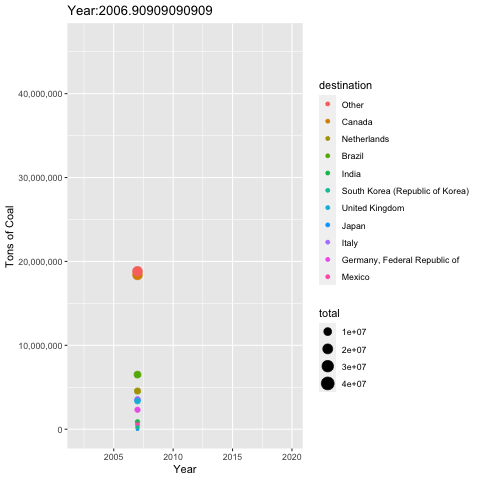 Year:2006.90909090909
Tons of Coal
40,000,000
30,000,000
20,000,000
10,000,000
0
2005
2010
2015
2020
Year
destination
Other
Canada
Netherlands
Brazil
India
South Korea (Republic of Korea)
United Kingdom
Japan
Italy
Germany, Federal Republic of
Mexico
total
1e+07
2e+07
3e+07
4e+07